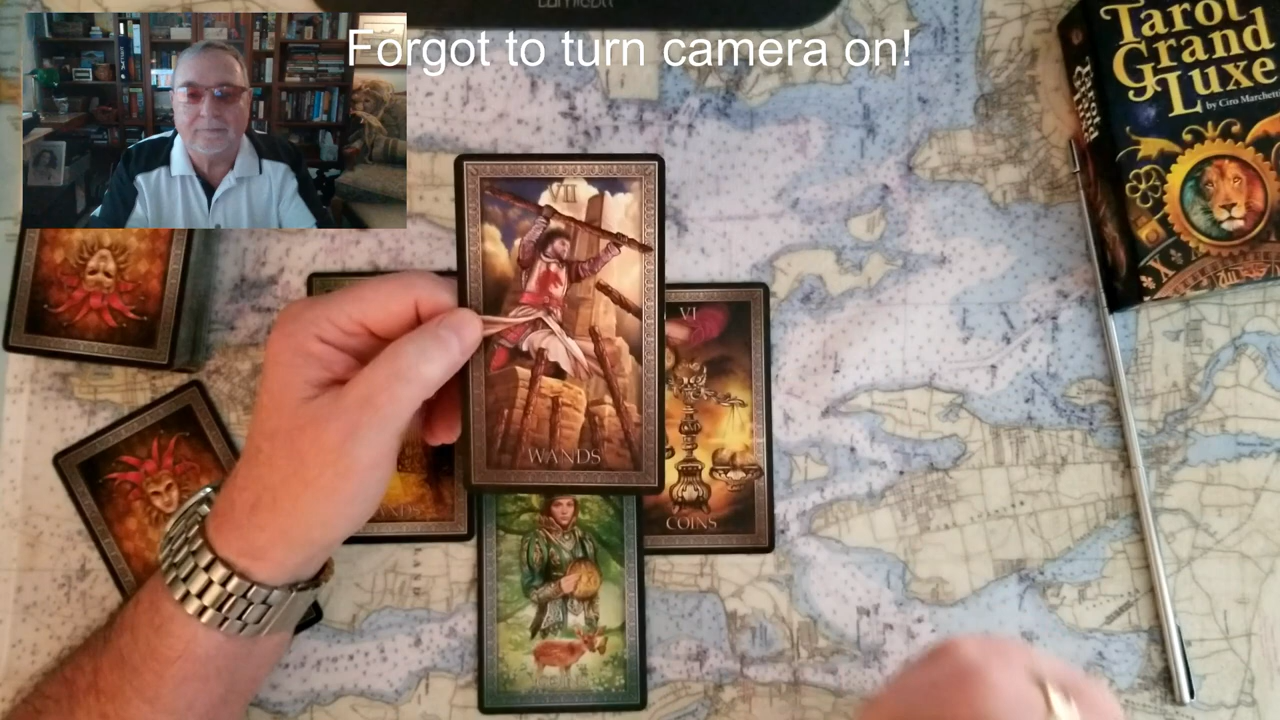 Forgot to turn camera on!
Tarot
Grand
Luxe
by Ciro Marchetti
VII
WANDS
VI
COINS